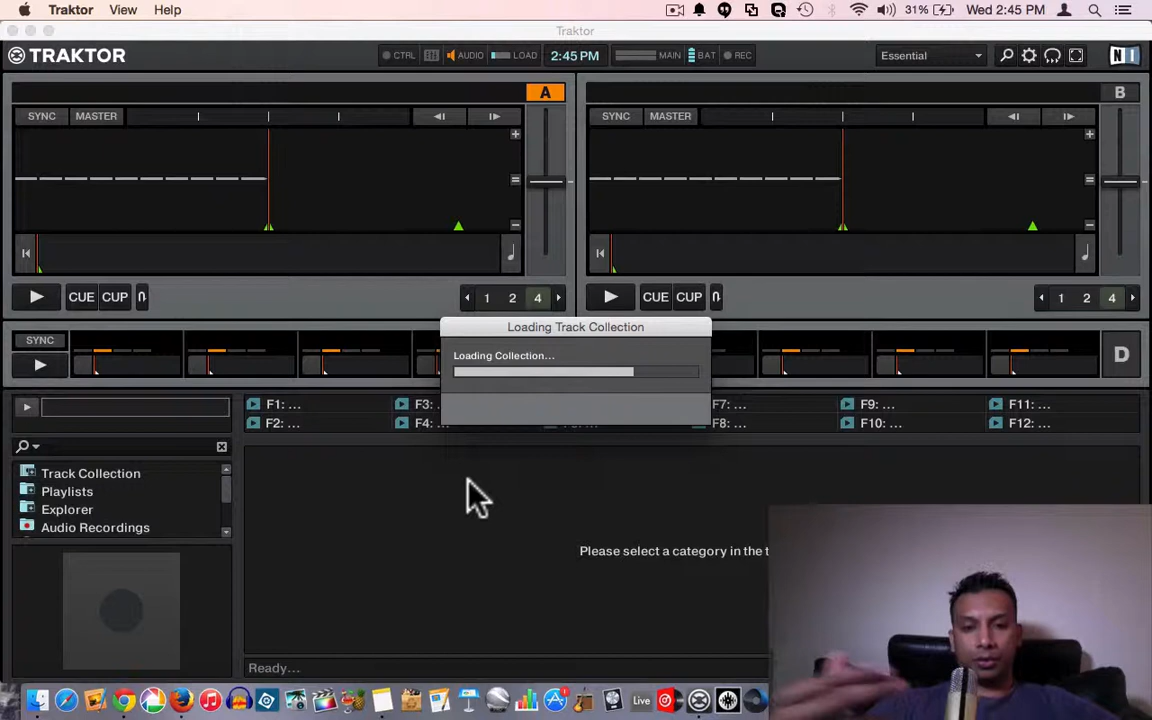 Traktor View Help 31% Wed 2:45 PM
Traktor
TRAKTOR CTRL AUDIO LOAD 2:45 PM MAIN BAT REC Essential NI
A B
SYNC MASTER SYNC MASTER
CUE CUP 1 2 4 CUE CUP 1 2 4
SYNC D
Loading Track Collection
Loading Collection...
F1: ... F3: ... F7: ... F9: ... F11: ...
F2: ... F4: ... F8: ... F10: ... F12: ...
Track Collection
Playlists
Explorer
Audio Recordings
Please select a category in the t
Ready...
Live